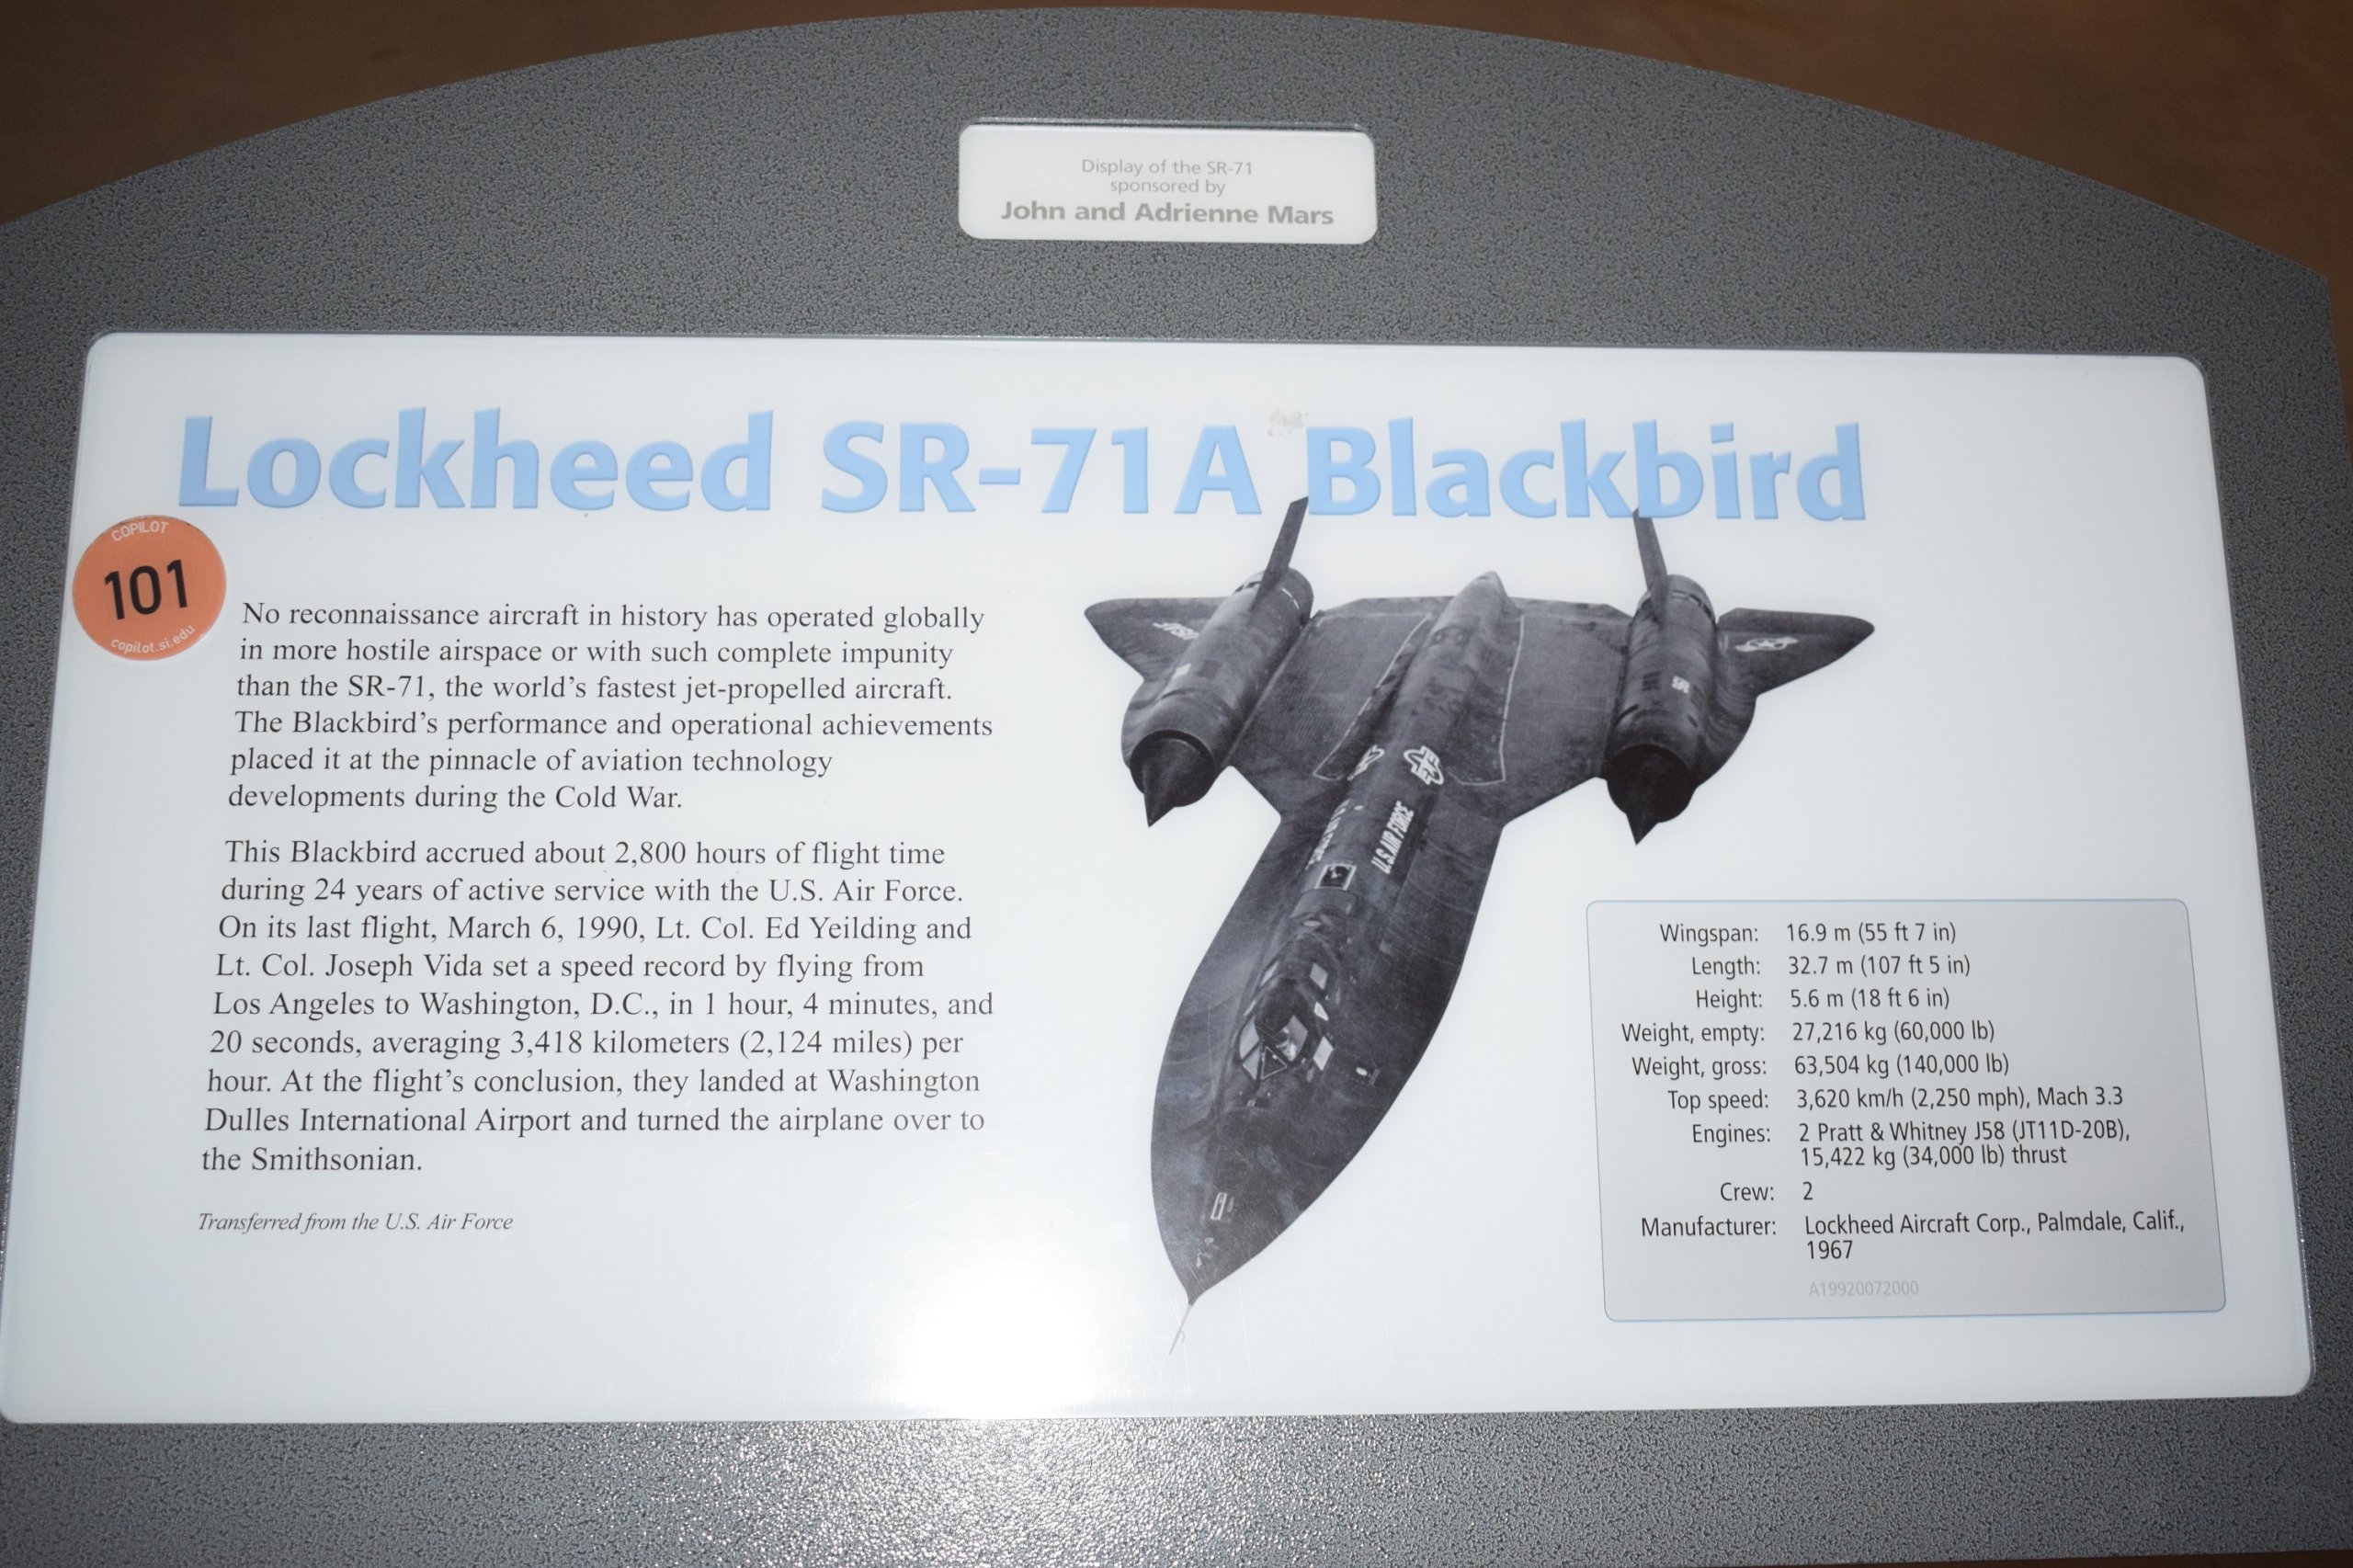 Display of the SR-71
sponsored by
John and Adrienne Mars
Lockheed SR-71A Blackbird
COPILOT
101
copilot.si.edu
No reconnaissance aircraft in history has operated globally
in more hostile airspace or with such complete impunity
than the SR-71, the world’s fastest jet-propelled aircraft.
The Blackbird’s performance and operational achievements
placed it at the pinnacle of aviation technology
developments during the Cold War.
This Blackbird accrued about 2,800 hours of flight time
during 24 years of active service with the U.S. Air Force.
On its last flight, March 6, 1990, Lt. Col. Ed Yeilding and
Lt. Col. Joseph Vida set a speed record by flying from
Los Angeles to Washington, D.C., in 1 hour, 4 minutes, and
20 seconds, averaging 3,418 kilometers (2,124 miles) per
hour. At the flight’s conclusion, they landed at Washington
Dulles International Airport and turned the airplane over to
the Smithsonian.
Transferred from the U.S. Air Force
U.S. AIR FORCE
Wingspan: 16.9 m (55 ft 7 in)
Length: 32.7 m (107 ft 5 in)
Height: 5.6 m (18 ft 6 in)
Weight, empty: 27,216 kg (60,000 lb)
Weight, gross: 63,504 kg (140,000 lb)
Top speed: 3,620 km/h (2,250 mph), Mach 3.3
Engines: 2 Pratt & Whitney J58 (JT11D-20B),
15,422 kg (34,000 lb) thrust
Crew: 2
Manufacturer: Lockheed Aircraft Corp., Palmdale, Calif.,
1967
A19920072000